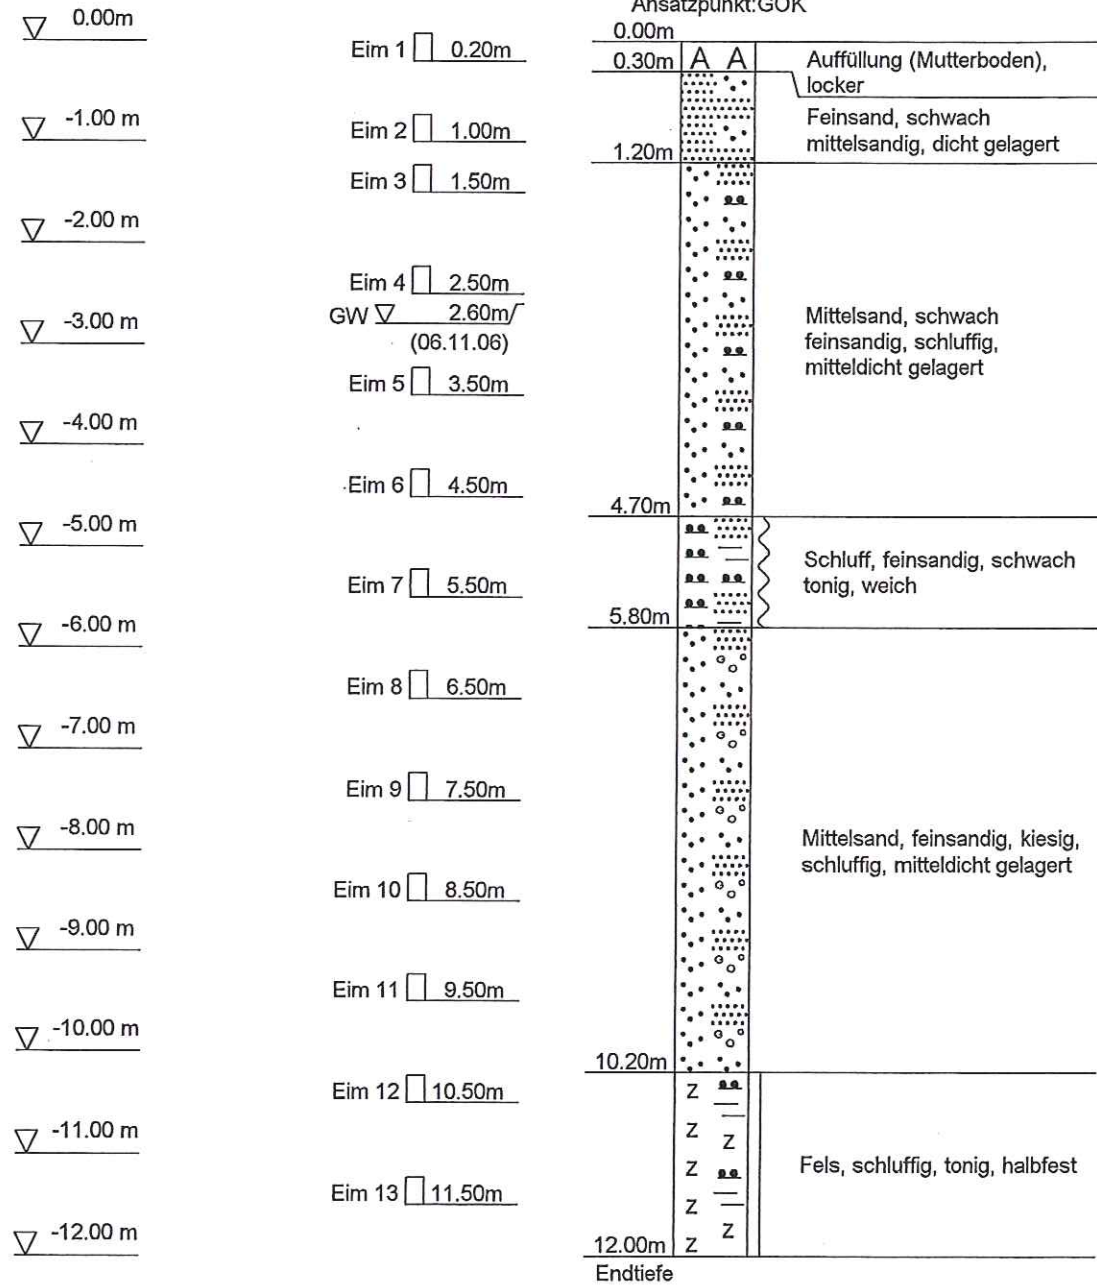 Ansatzpunkt:GOK
0.00m
0.00m
Eim 1 0.20m
0.30m
A A
Auffüllung (Mutterboden),
locker
-1.00 m
Eim 2 1.00m
Feinsand, schwach
mittelsandig, dicht gelagert
1.20m
Eim 3 1.50m
-2.00 m
Eim 4 2.50m
GW 2.60m
(06.11.06)
-3.00 m
Mittelsand, schwach
feinsandig, schluffig,
mitteldicht gelagert
Eim 5 3.50m
-4.00 m
Eim 6 4.50m
4.70m
-5.00 m
Schluff, feinsandig, schwach
tonig, weich
Eim 7 5.50m
5.80m
-6.00 m
Eim 8 6.50m
-7.00 m
Eim 9 7.50m
-8.00 m
Mittelsand, feinsandig, kiesig,
schluffig, mitteldicht gelagert
Eim 10 8.50m
-9.00 m
Eim 11 9.50m
-10.00 m
10.20m
Eim 12 10.50m
Z
-11.00 m
Z
Z
Fels, schluffig, tonig, halbfest
Z
Eim 13 11.50m
Z
-12.00 m
Z
12.00m
Z
Endtiefe